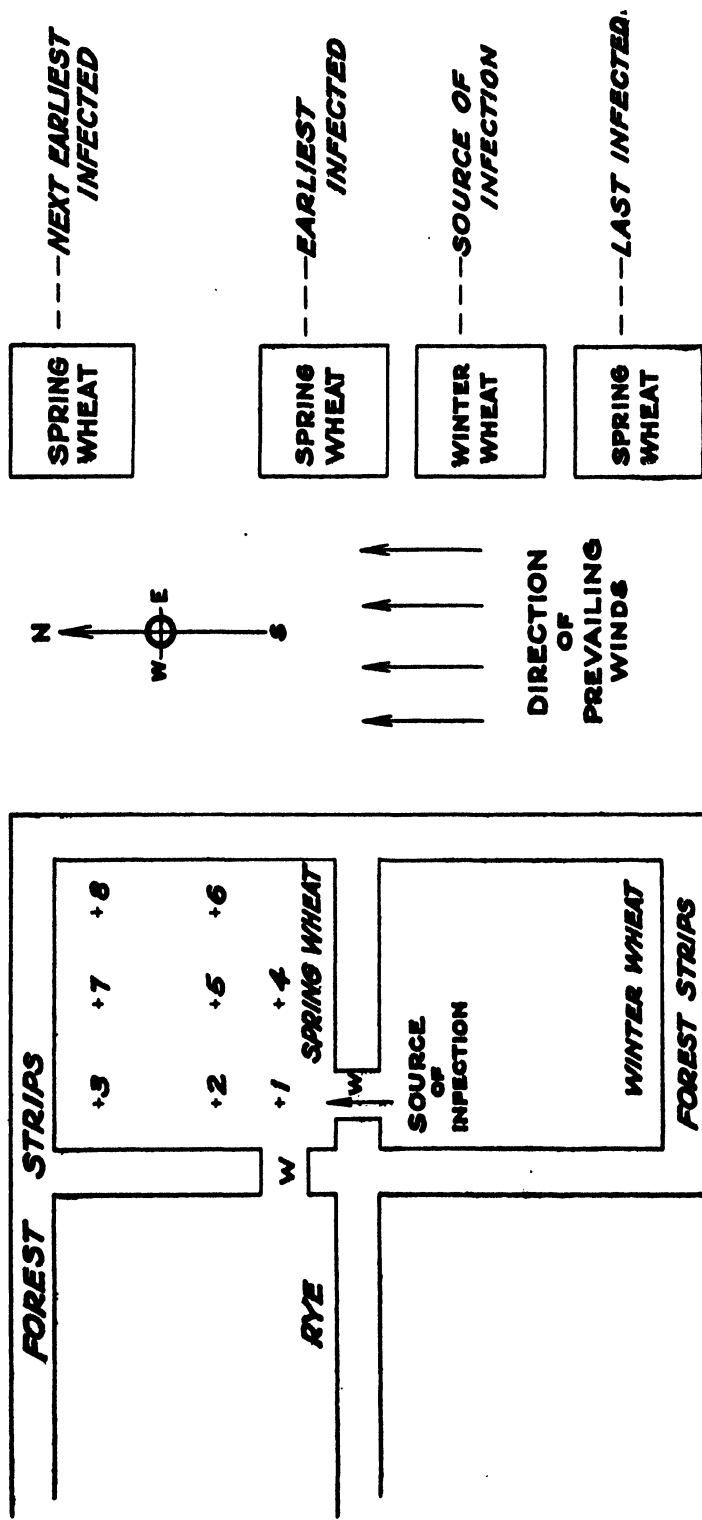 FOREST STRIPS
+3 +7 +8
+2 +5 +6
+1 +4
SPRING WHEAT
W
RYE
W
SOURCE
OF
INFECTION
WINTER WHEAT
FOREST STRIPS
N
W E
S
DIRECTION
OF
PREVAILING
WINDS
SPRING
WHEAT
NEXT EARLIEST
INFECTED
SPRING
WHEAT
EARLIEST
INFECTED
WINTER
WHEAT
SOURCE OF
INFECTION
SPRING
WHEAT
LAST INFECTED.